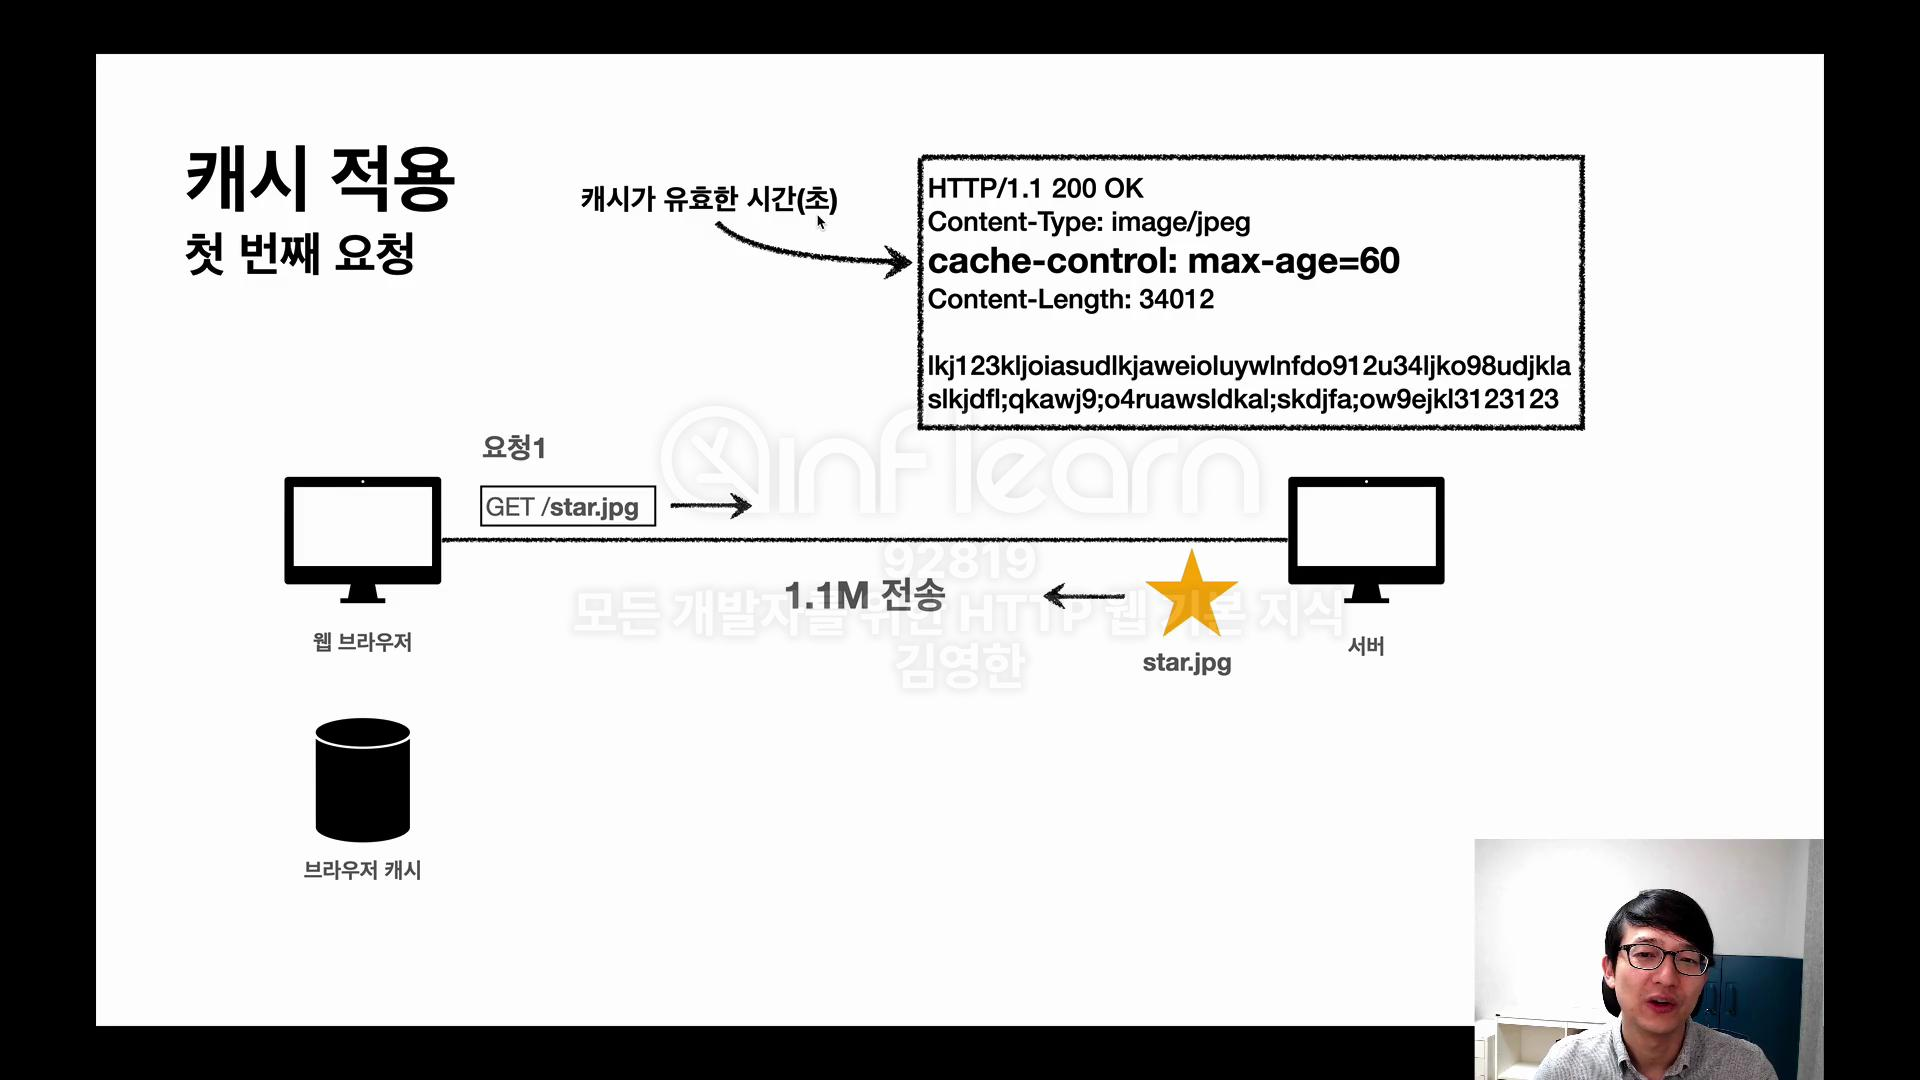 캐시 적용
첫 번째 요청
캐시가 유효한 시간(초)
HTTP/1.1 200 OK
Content-Type: image/jpeg
cache-control: max-age=60
Content-Length: 34012
lkj123kljoiasudlkjaweioluywlnfdo912u34ljko98udjkla
slkjdfl;qkawj9;o4ruawsldkal;skdjfa;ow9ejkl3123123
요청1
GET /star.jpg
inflearn
92819
모든 개발자를 위한 HTTP 웹 기본 지식
김영한
1.1M 전송
star.jpg
웹 브라우저
서버
브라우저 캐시